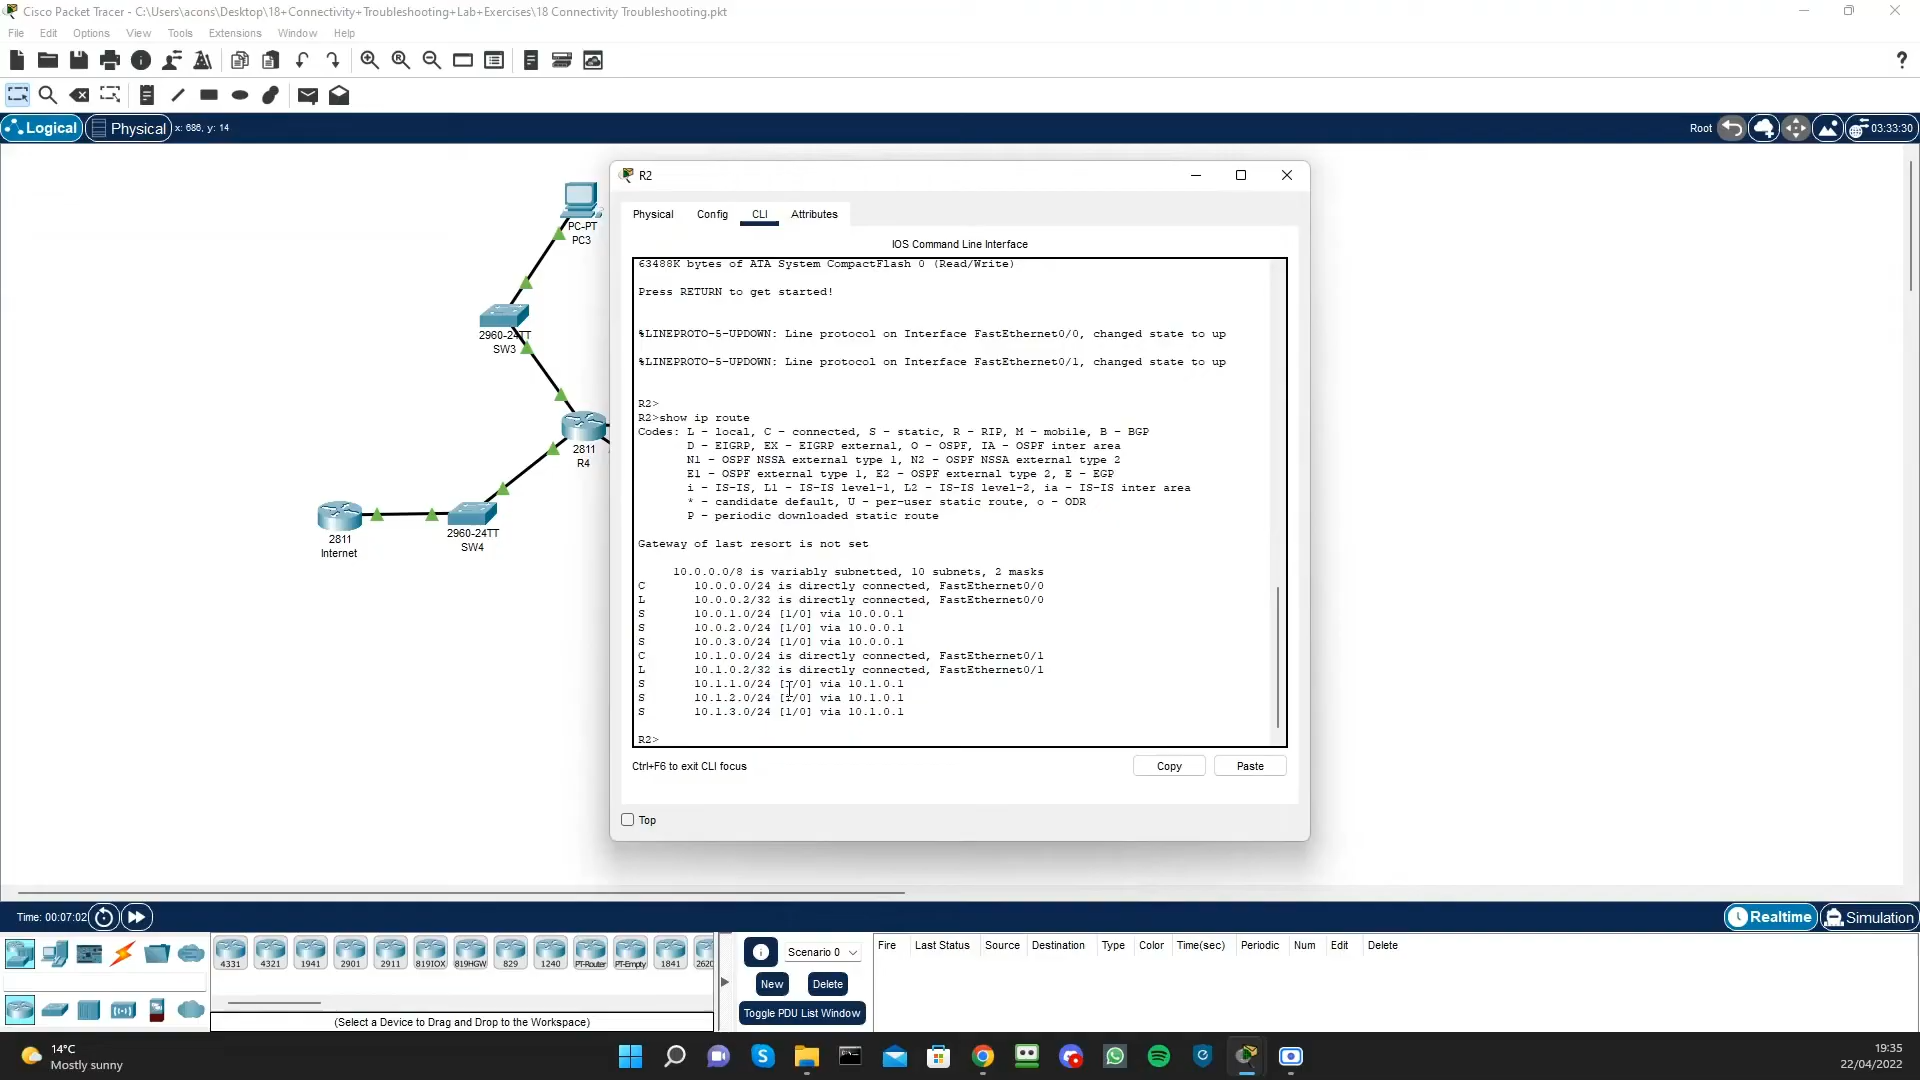 Cisco Packet Tracer - C:\Users\acons\Desktop\18+Connectivity+Troubleshooting+Lab+Exercises\18 Connectivity Troubleshooting.pkt
File Edit Options View Tools Extensions Window Help
?
Logical Physical x: 686, y: 14 Root 03:33:30
R2
Physical Config CLI Attributes
IOS Command Line Interface
63488K bytes of ATA System CompactFlash 0 (Read/Write)
Press RETURN to get started!
%LINEPROTO-5-UPDOWN: Line protocol on Interface FastEthernet0/0, changed state to up
%LINEPROTO-5-UPDOWN: Line protocol on Interface FastEthernet0/1, changed state to up
R2>
R2>show ip route
Codes: L - local, C - connected, S - static, R - RIP, M - mobile, B - BGP
D - EIGRP, EX - EIGRP external, O - OSPF, IA - OSPF inter area
N1 - OSPF NSSA external type 1, N2 - OSPF NSSA external type 2
E1 - OSPF external type 1, E2 - OSPF external type 2, E - EGP
i - IS-IS, L1 - IS-IS level-1, L2 - IS-IS level-2, ia - IS-IS inter area
* - candidate default, U - per-user static route, o - ODR
P - periodic downloaded static route
Gateway of last resort is not set
10.0.0.0/8 is variably subnetted, 10 subnets, 2 masks
C 10.0.0.0/24 is directly connected, FastEthernet0/0
L 10.0.0.2/32 is directly connected, FastEthernet0/0
S 10.0.1.0/24 [1/0] via 10.0.0.1
S 10.0.2.0/24 [1/0] via 10.0.0.1
S 10.0.3.0/24 [1/0] via 10.0.0.1
C 10.1.0.0/24 is directly connected, FastEthernet0/1
L 10.1.0.2/32 is directly connected, FastEthernet0/1
S 10.1.1.0/24 [1/0] via 10.1.0.1
S 10.1.2.0/24 [1/0] via 10.1.0.1
S 10.1.3.0/24 [1/0] via 10.1.0.1
R2>
Ctrl+F6 to exit CLI focus
Copy Paste
Top
PC-PT
PC3
2960-24TT
SW3
2811
R4
2811
Internet
2960-24TT
SW4
Time: 00:07:02 Realtime Simulation
4331 4321 1941 2901 2911 819IOX 819HGW 829 1240 PT-Router PT-Empty 1841 2620
(Select a Device to Drag and Drop to the Workspace)
Scenario 0
New Delete
Toggle PDU List Window
Fire Last Status Source Destination Type Color Time(sec) Periodic Num Edit Delete
14°C
Mostly sunny
19:35
22/04/2022